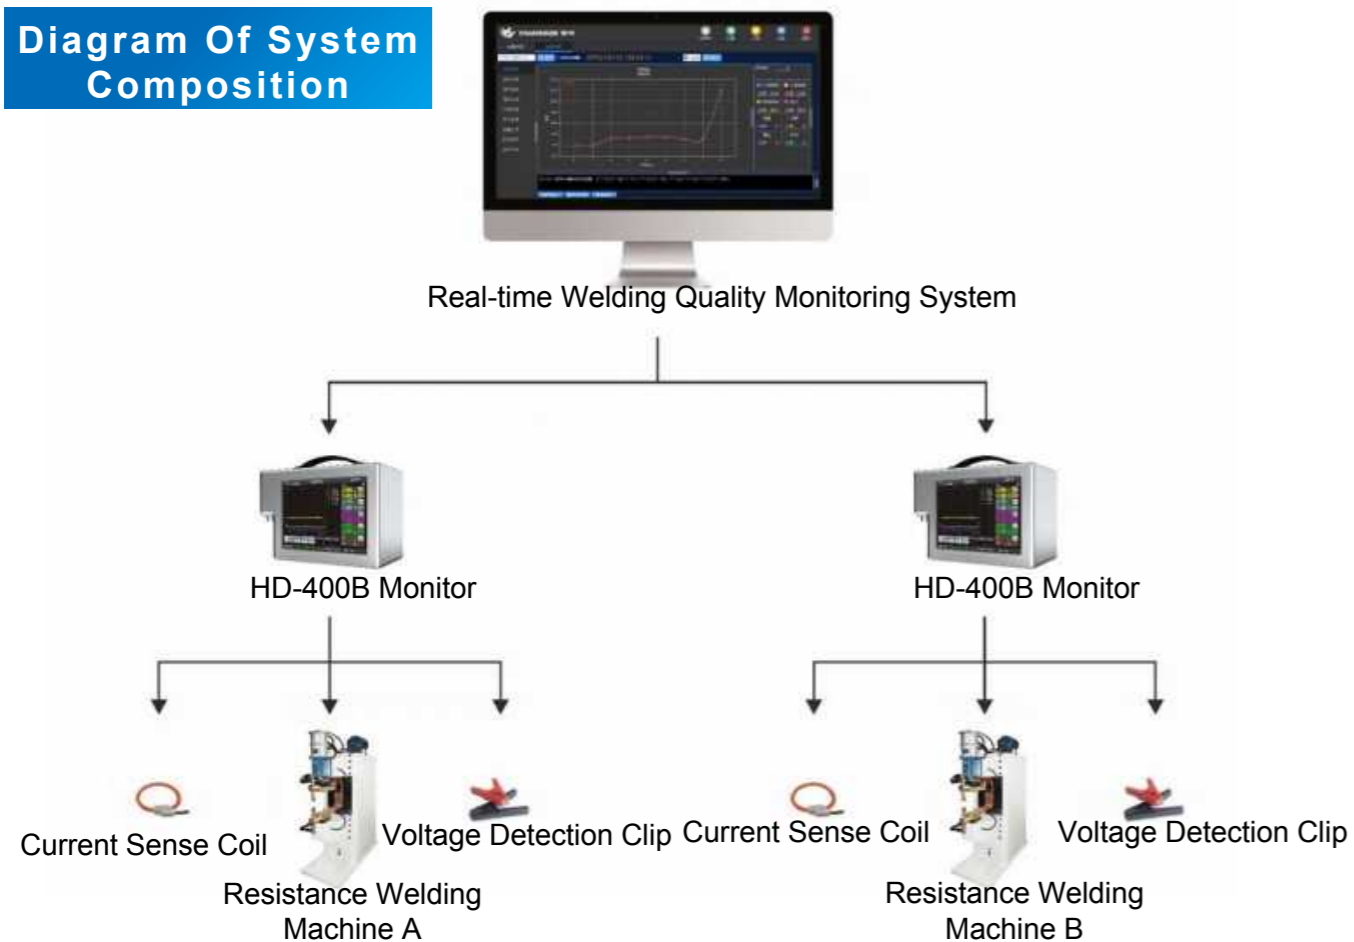 Diagram Of System
Composition
Real-time Welding Quality Monitoring System
HD-400B Monitor
HD-400B Monitor
Current Sense Coil
Voltage Detection Clip
Current Sense Coil
Voltage Detection Clip
Resistance Welding
Machine A
Resistance Welding
Machine B